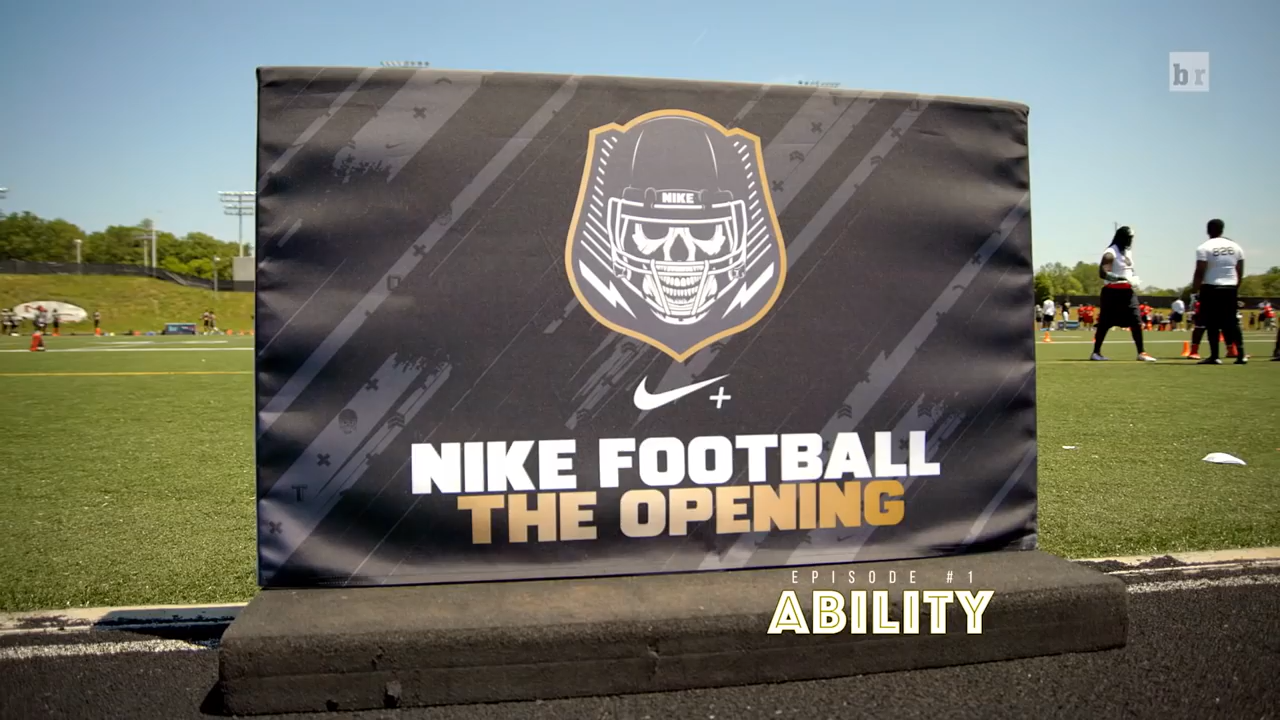 br
NIKE
NIKE FOOTBALL
THE OPENING
EPISODE #1
ABILITY